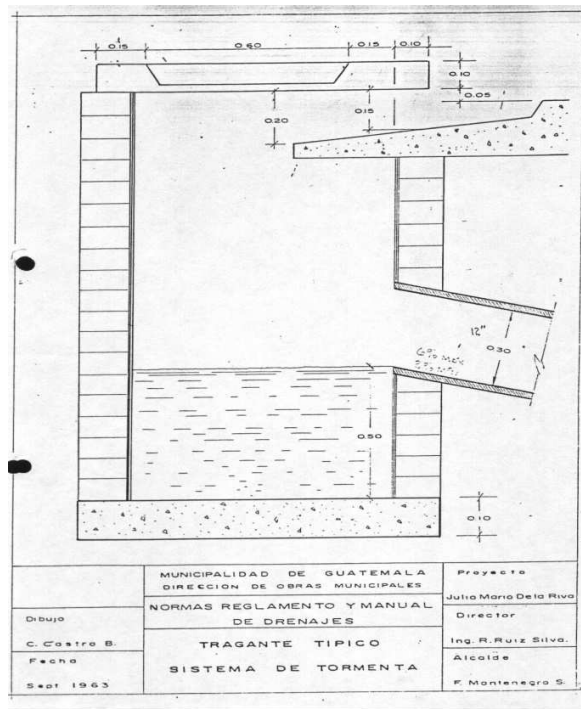 0.15 0.60 0.15 0.10
0.10
0.05
0.15
0.20
12"
0.30
6% MAX
0.50
0.10
MUNICIPALIDAD DE GUATEMALA
DIRECCION DE OBRAS MUNICIPALES
NORMAS REGLAMENTO Y MANUAL
DE DRENAJES
TRAGANTE TIPICO
SISTEMA DE TORMENTA
Dibujo
C. Castro B.
Fecha
Sept 1963
Proyecto
Julio Mario De la Riva
Director
Ing. R. Ruiz Silva.
Alcalde
F. Montenegro S.